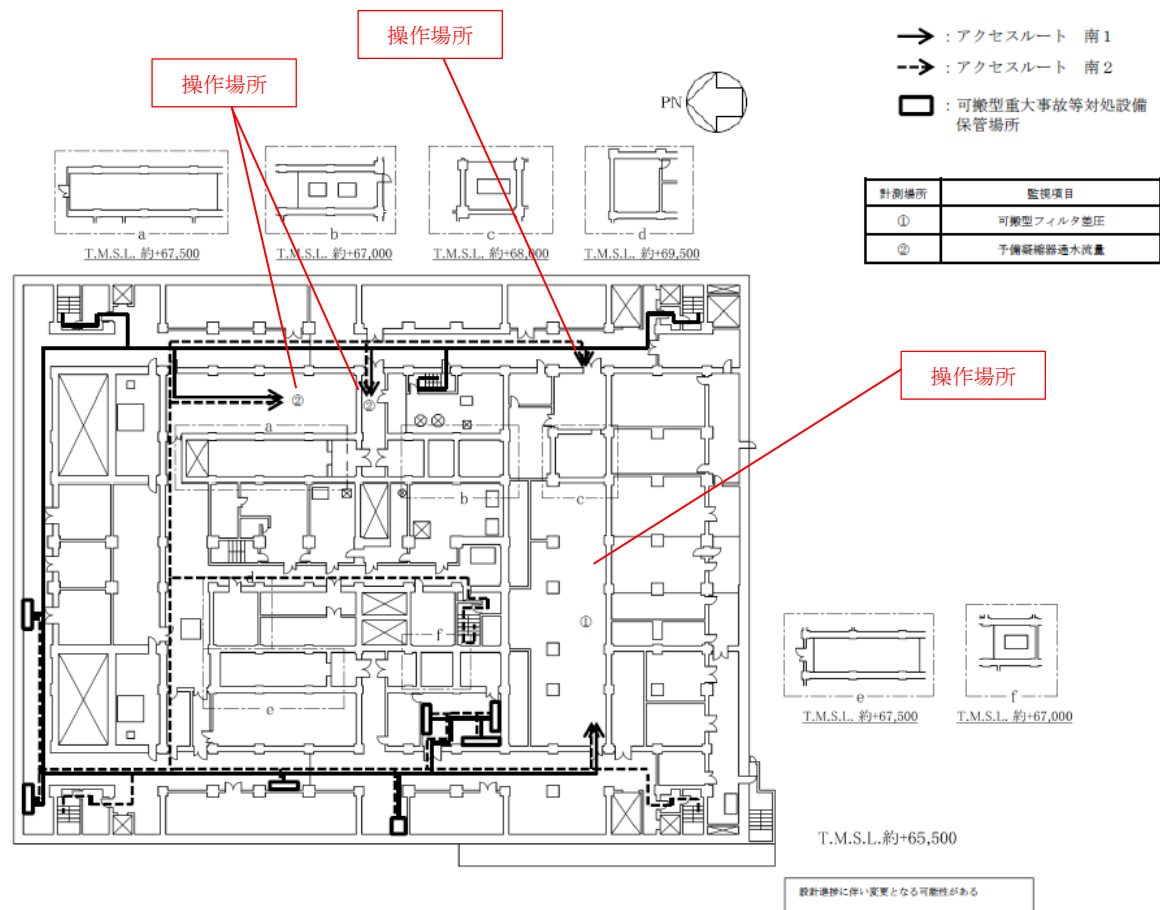 操作場所
操作場所
PN
：アクセスルート　南１
：アクセスルート　南２
：可搬型重大事故等対処設備
保管場所
計測場所　監視項目
①　可搬型フィルタ差圧
②　予備凝縮器通水流量
a　b　c　d
T.M.S.L. 約+67,500　T.M.S.L. 約+67,000　T.M.S.L. 約+68,000　T.M.S.L. 約+69,500
操作場所
②　②
a
b
c
d
①
f
e
e　f
T.M.S.L. 約+67,500　T.M.S.L. 約+67,000
T.M.S.L.約+65,500
設計進捗に伴い変更となる可能性がある